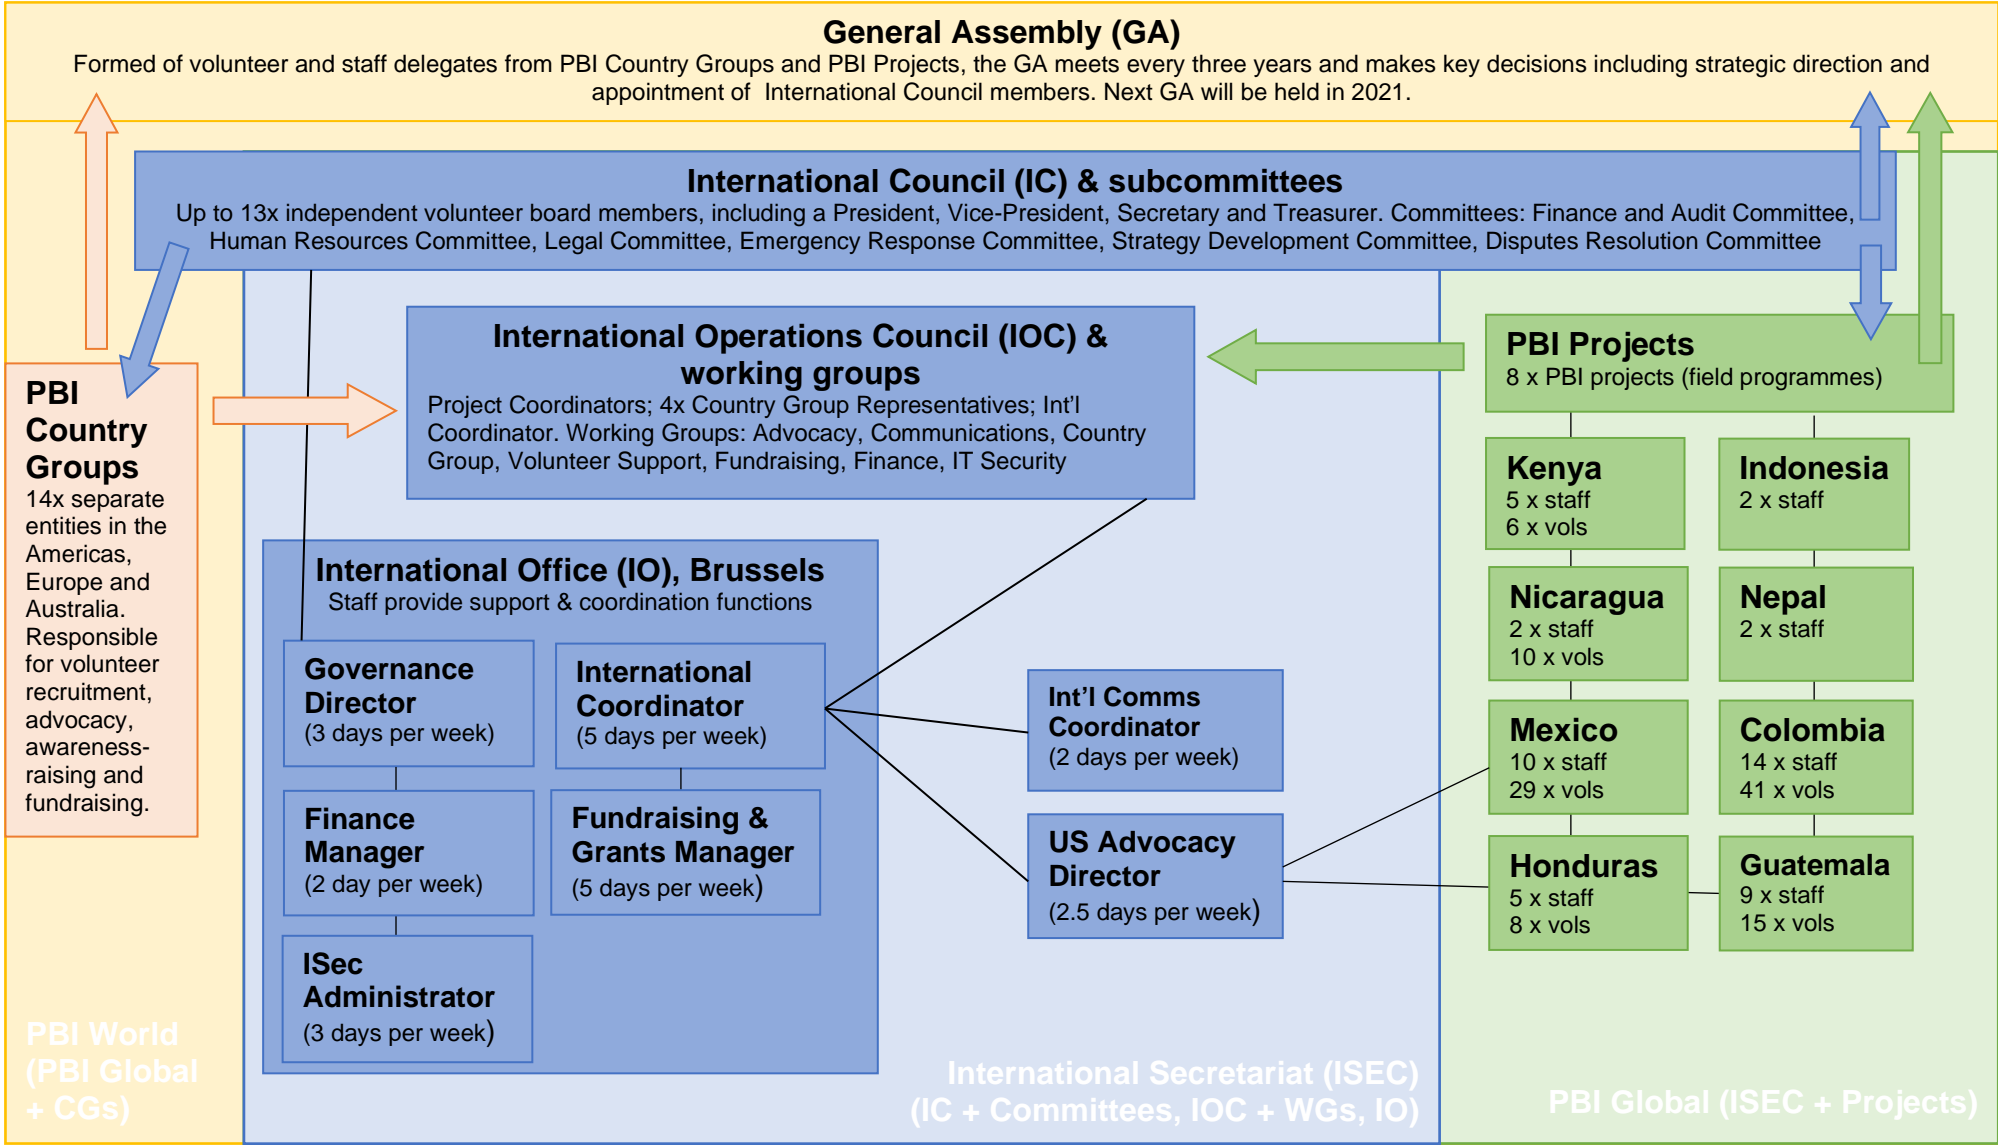 General Assembly (GA)
Formed of volunteer and staff delegates from PBI Country Groups and PBI Projects, the GA meets every three years and makes key decisions including strategic direction and
appointment of International Council members. Next GA will be held in 2021.
International Council (IC) & subcommittees
Up to 13x independent volunteer board members, including a President, Vice-President, Secretary and Treasurer. Committees: Finance and Audit Committee,
Human Resources Committee, Legal Committee, Emergency Response Committee, Strategy Development Committee, Disputes Resolution Committee
PBI
Country
Groups
14x separate
entities in the
Americas,
Europe and
Australia.
Responsible
for volunteer
recruitment,
advocacy,
awareness-
raising and
fundraising.
International Operations Council (IOC) &
working groups
Project Coordinators; 4x Country Group Representatives; Int'l
Coordinator. Working Groups: Advocacy, Communications, Country
Group, Volunteer Support, Fundraising, Finance, IT Security
International Office (IO), Brussels
Staff provide support & coordination functions
Governance
Director
(3 days per week)
Finance
Manager
(2 day per week)
ISec
Administrator
(3 days per week)
International
Coordinator
(5 days per week)
Fundraising &
Grants Manager
(5 days per week)
Int'l Comms
Coordinator
(2 days per week)
US Advocacy
Director
(2.5 days per week)
PBI Projects
8 x PBI projects (field programmes)
Kenya
5 x staff
6 x vols
Indonesia
2 x staff
Nicaragua
2 x staff
10 x vols
Nepal
2 x staff
Mexico
10 x staff
29 x vols
Colombia
14 x staff
41 x vols
Honduras
5 x staff
8 x vols
Guatemala
9 x staff
15 x vols
PBI World
(PBI Global
+ CGs)
International Secretariat (ISEC)
(IC + Committees, IOC + WGs, IO)
PBI Global (ISEC + Projects)